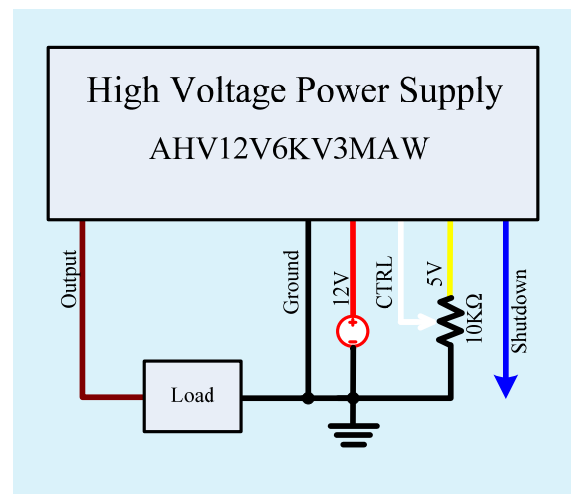 High Voltage Power Supply
AHV12V6KV3MAW
Output
Ground
12V
CTRL
5V
10KΩ
Shutdown
Load